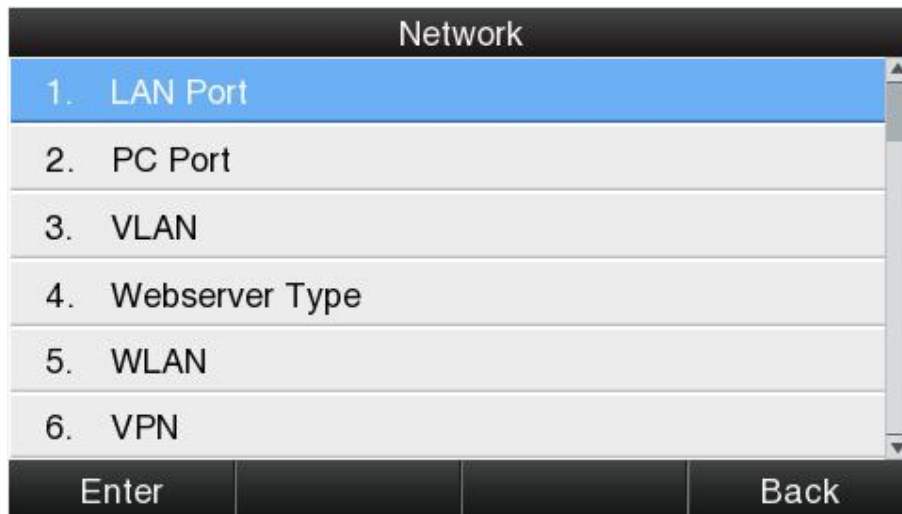 Network
1. LAN Port
2. PC Port
3. VLAN
4. Webserver Type
5. WLAN
6. VPN
Enter Back